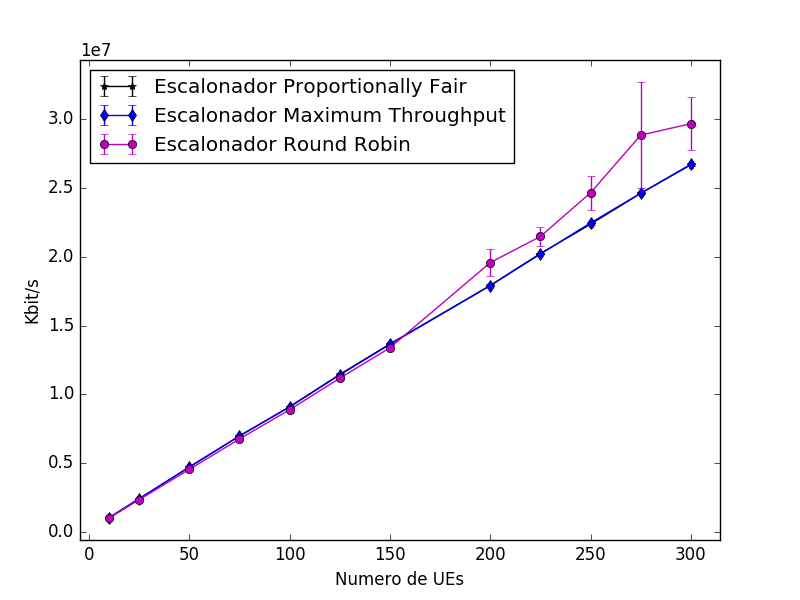 1e7
Escalonador Proportionally Fair
Escalonador Maximum Throughput
Escalonador Round Robin
3.0
2.5
2.0
1.5
1.0
0.5
0.0
Kbit/s
0 50 100 150 200 250 300
Numero de UEs